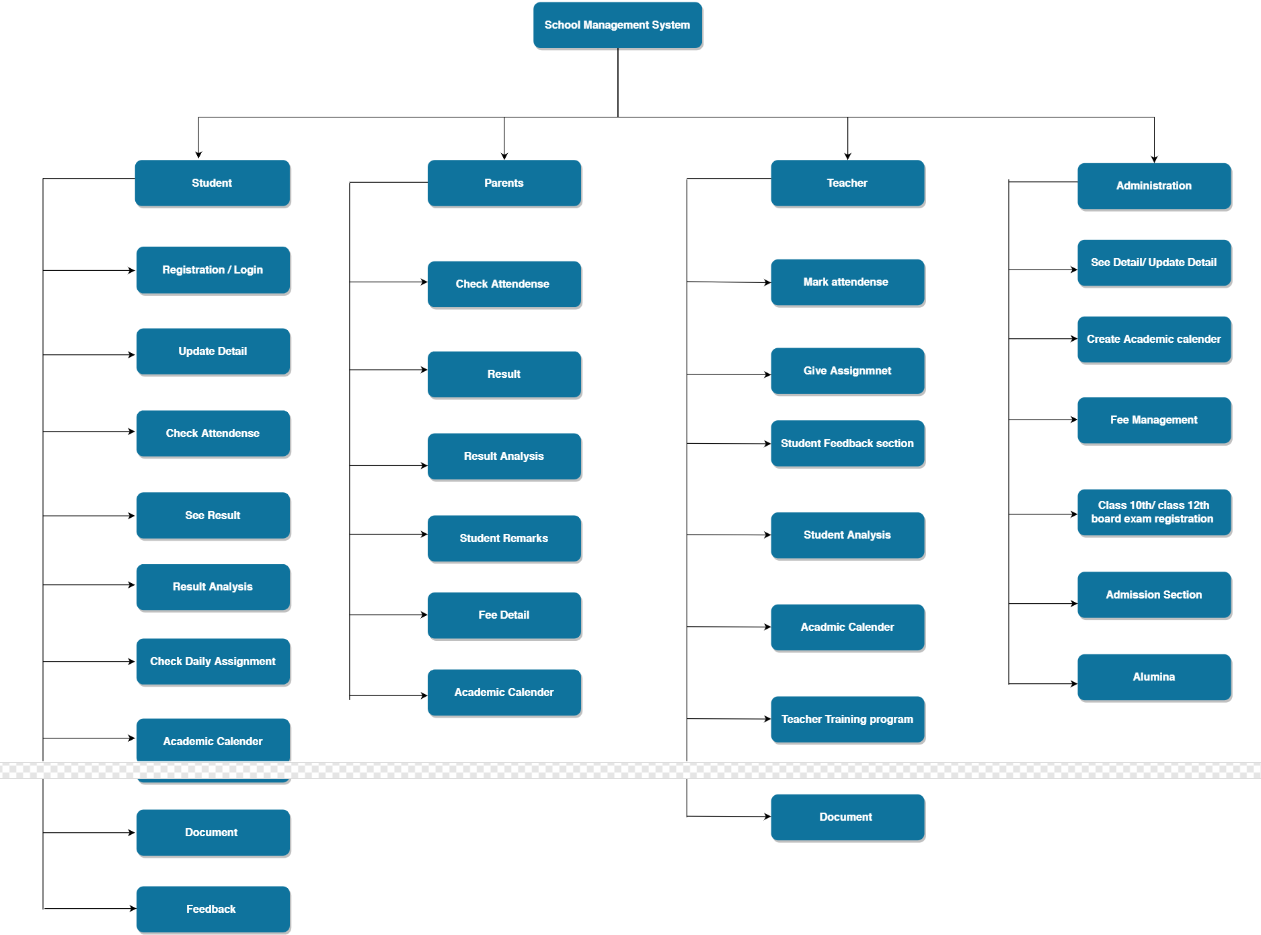 School Management System
Student
Registration / Login
Update Detail
Check Attendense
See Result
Result Analysis
Check Daily Assignment
Academic Calender
Document
Feedback
Parents
Check Attendense
Result
Result Analysis
Student Remarks
Fee Detail
Academic Calender
Teacher
Mark attendense
Give Assignmnet
Student Feedback section
Student Analysis
Acadmic Calender
Teacher Training program
Document
Administration
See Detail/ Update Detail
Create Academic calender
Fee Management
Class 10th/ class 12th
board exam registration
Admission Section
Alumina